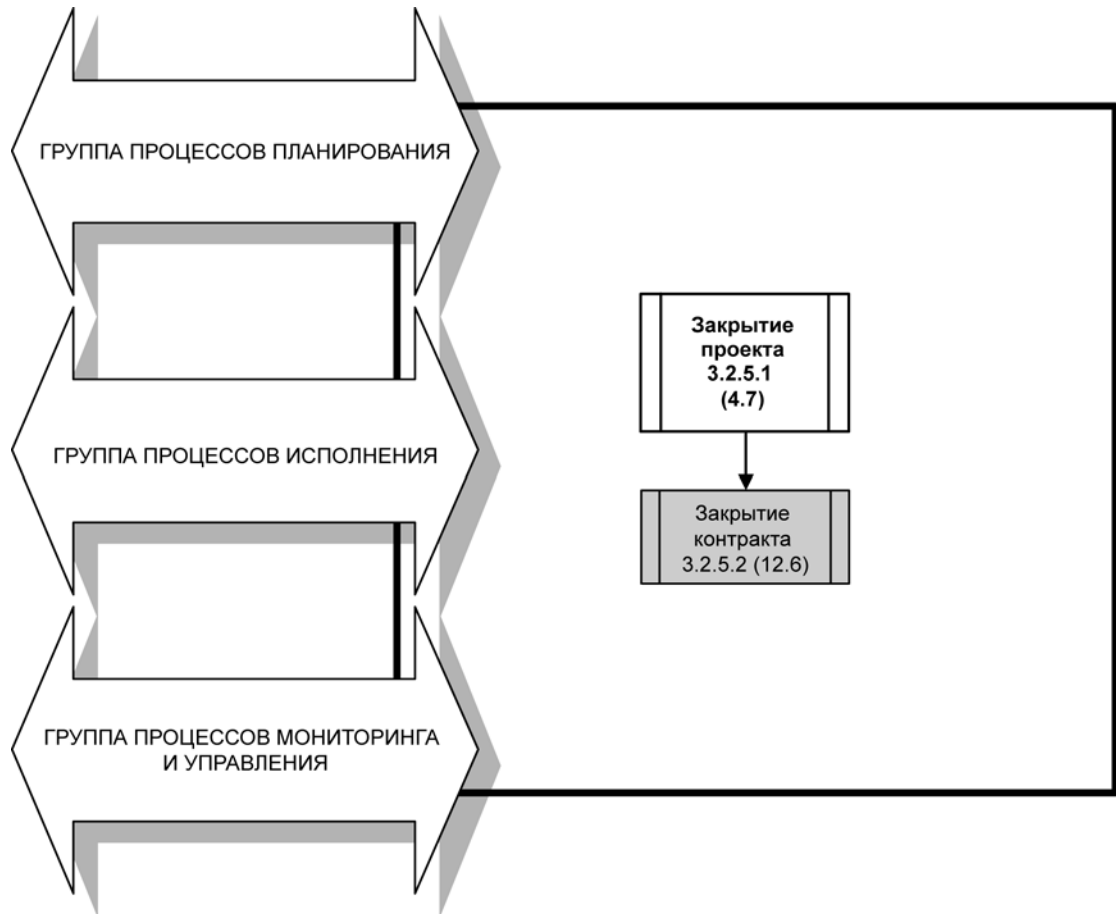 ГРУППА ПРОЦЕССОВ ПЛАНИРОВАНИЯ
Закрытие
проекта
3.2.5.1
(4.7)
ГРУППА ПРОЦЕССОВ ИСПОЛНЕНИЯ
Закрытие
контракта
3.2.5.2 (12.6)
ГРУППА ПРОЦЕССОВ МОНИТОРИНГА
И УПРАВЛЕНИЯ